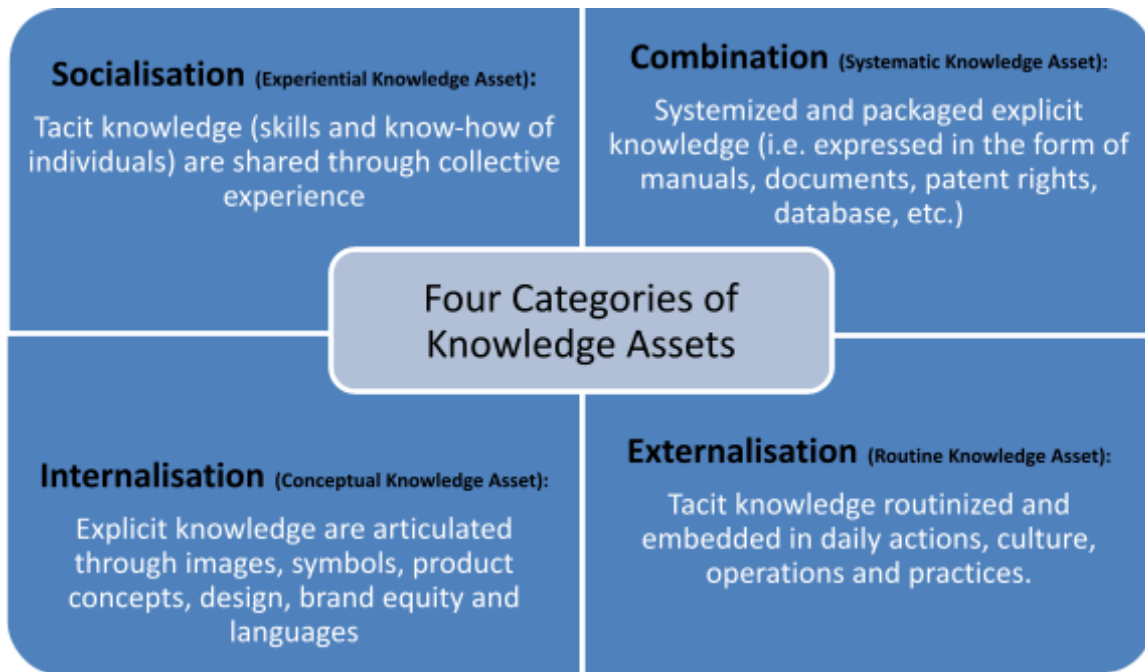 Socialisation (Experiential Knowledge Asset):
Tacit knowledge (skills and know-how of
individuals) are shared through collective
experience
Combination (Systematic Knowledge Asset):
Systemized and packaged explicit
knowledge (i.e. expressed in the form of
manuals, documents, patent rights,
database, etc.)
Four Categories of
Knowledge Assets
Internalisation (Conceptual Knowledge Asset):
Explicit knowledge are articulated
through images, symbols, product
concepts, design, brand equity and
languages
Externalisation (Routine Knowledge Asset):
Tacit knowledge routinized and
embedded in daily actions, culture,
operations and practices.